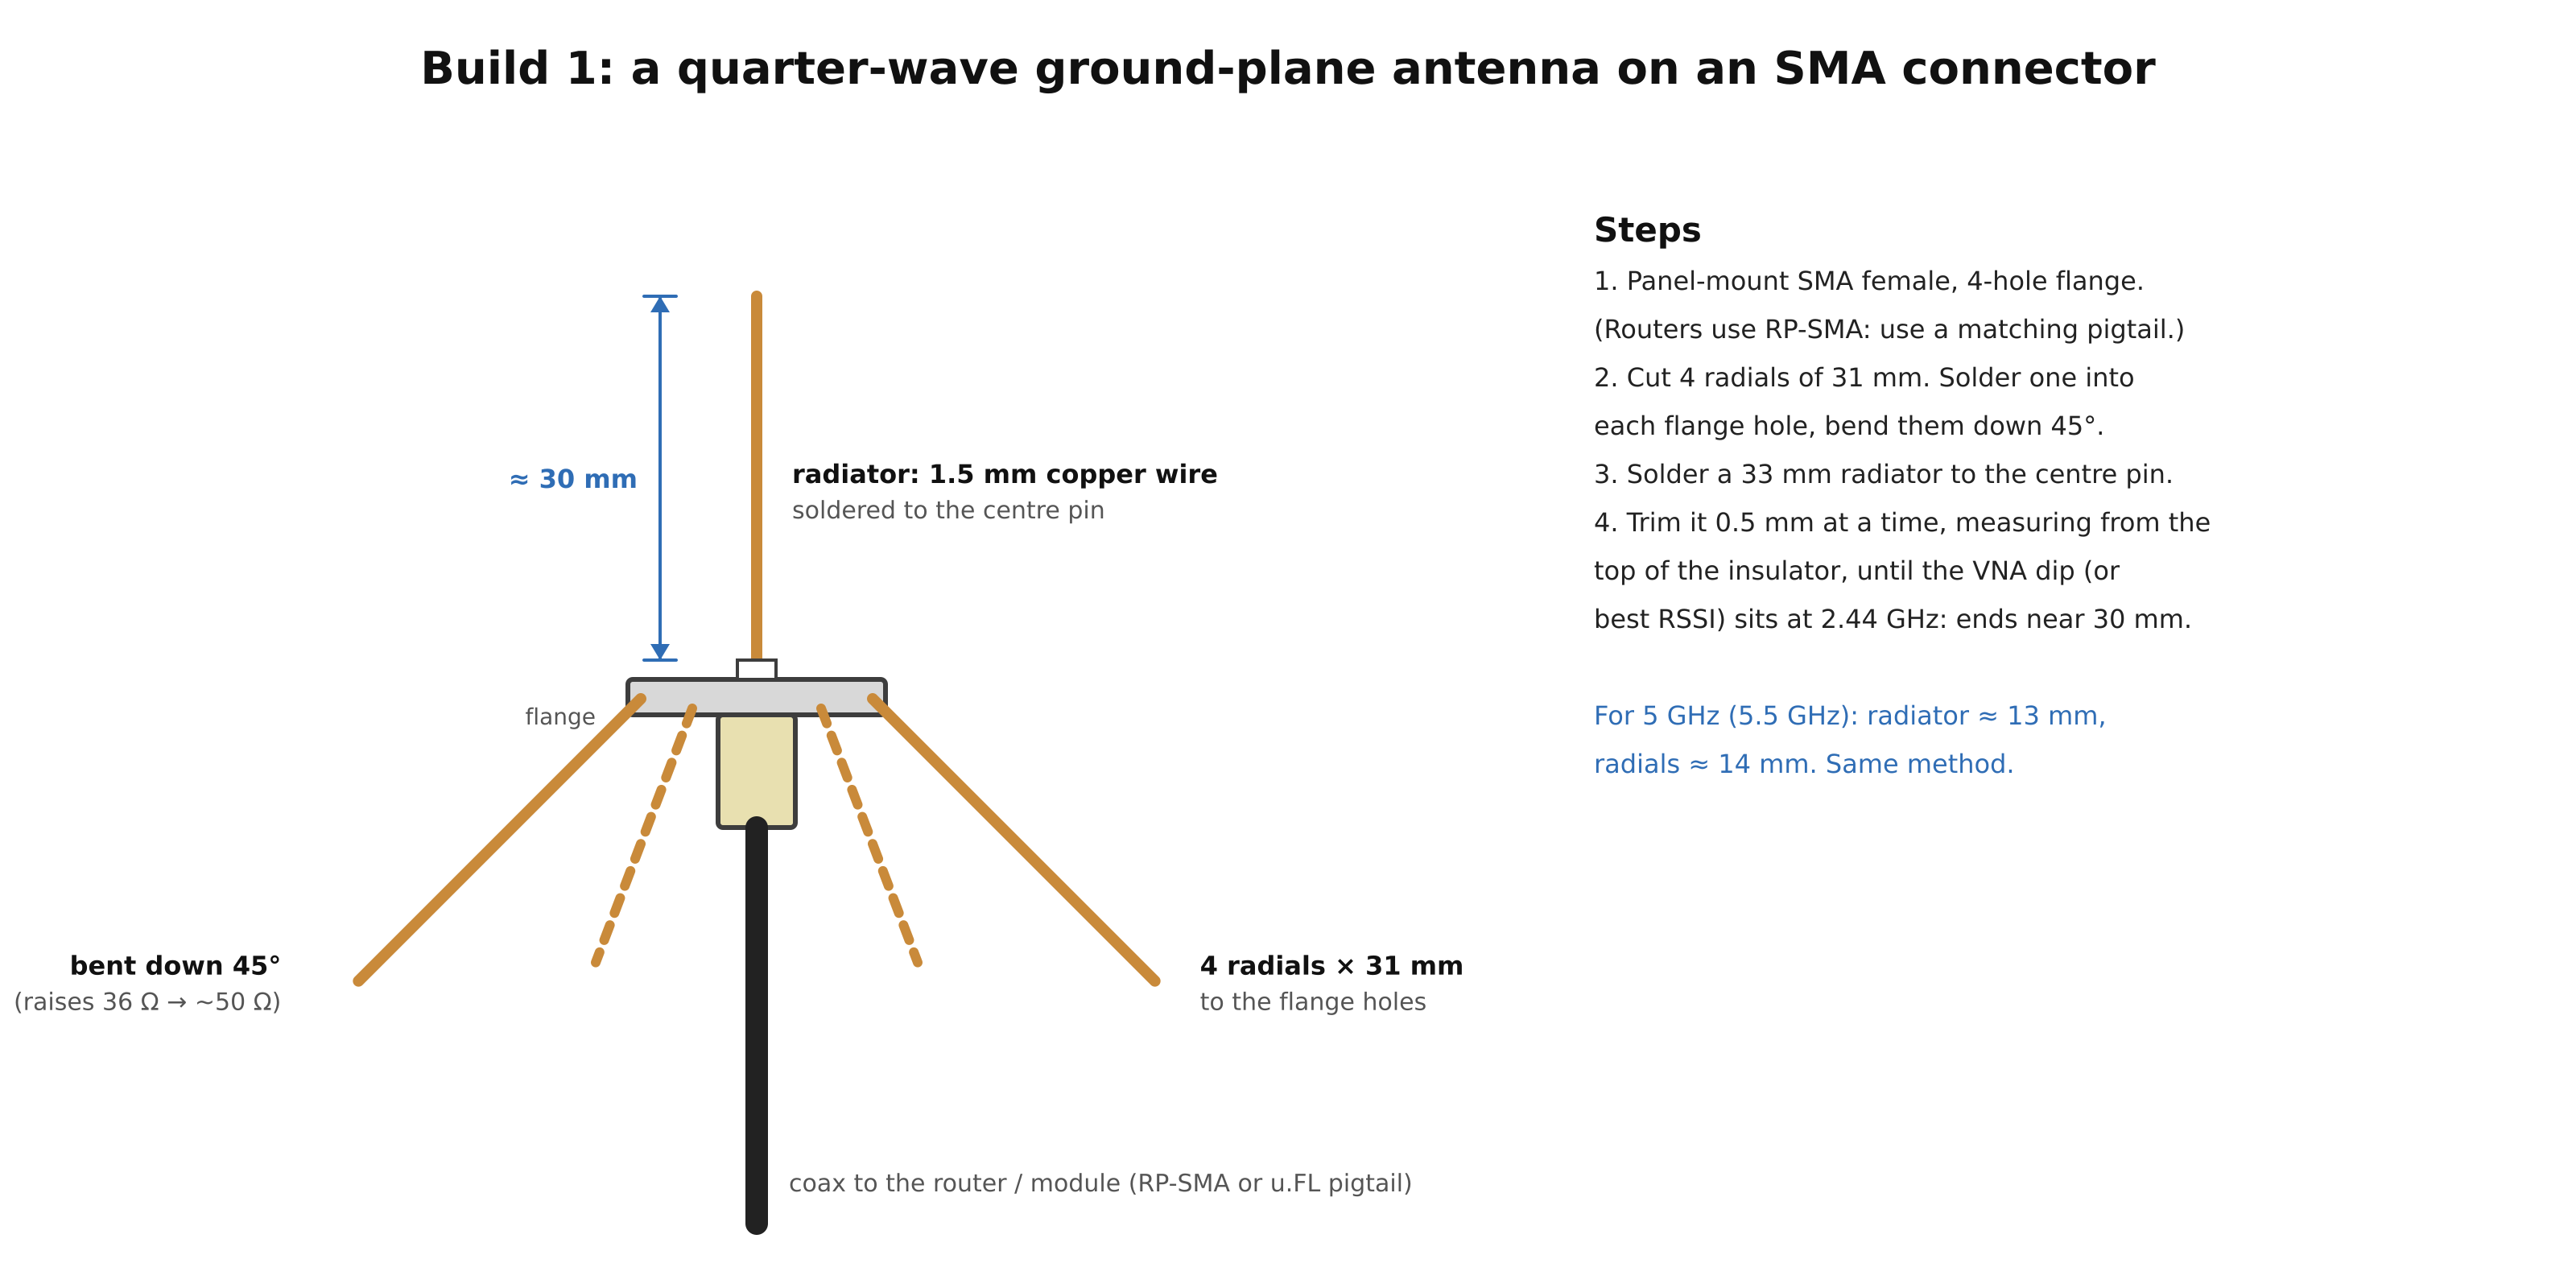 Build 1: a quarter-wave ground-plane antenna on an SMA connector
≈ 30 mm
radiator: 1.5 mm copper wire
soldered to the centre pin
flange
bent down 45°
(raises 36 Ω → ~50 Ω)
4 radials × 31 mm
to the flange holes
coax to the router / module (RP-SMA or u.FL pigtail)
Steps
1. Panel-mount SMA female, 4-hole flange.
(Routers use RP-SMA: use a matching pigtail.)
2. Cut 4 radials of 31 mm. Solder one into
each flange hole, bend them down 45°.
3. Solder a 33 mm radiator to the centre pin.
4. Trim it 0.5 mm at a time, measuring from the
top of the insulator, until the VNA dip (or
best RSSI) sits at 2.44 GHz: ends near 30 mm.
For 5 GHz (5.5 GHz): radiator ≈ 13 mm,
radials ≈ 14 mm. Same method.